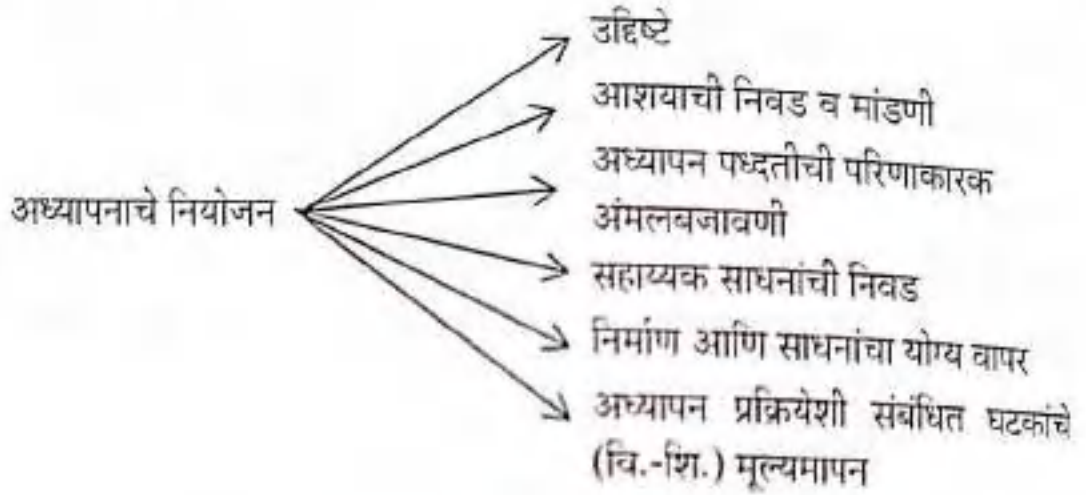 उद्दिष्टे
आशयाची निवड व मांडणी
अध्यापन पध्दतीची परिणाकारक
अध्यापनाचे नियोजन
अंमलबजावणी
सहाय्यक साधनांची निवड
निर्माण आणि साधनांचा योग्य वापर
अध्यापन प्रक्रियेशी संबंधित घटकांचे
(वि.-शि.) मूल्यमापन